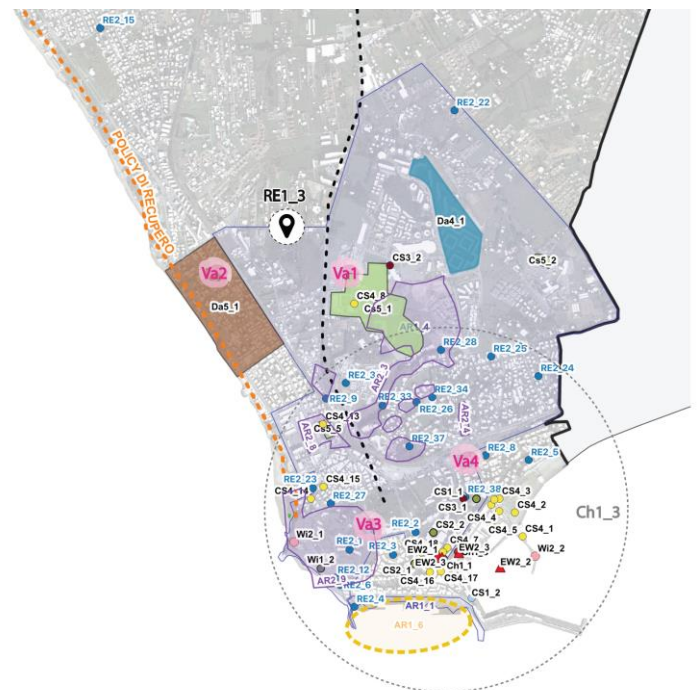 RE2_15
RE2_22
POLICY DI RECUPERO
RE1_3
Da4_1
Va2
Va1
CS3_2
Cs5_2
Da5_1
CS4_8
Cs5_1
AR1_4
RE2_28
RE2_25
RE2_3
AR2_3
RE2_24
RE2_9
RE2_33
RE2_34
RE2_26
CS4_13
Cs5_5
AR2_8
RE2_37
Va4
RE2_8
RE2_5
RE2_23
CS4_15
CS4_14
RE2_27
CS1_1
RE2_38
CS4_3
CS3_1
CS4_2
CS4_4
Ch1_3
Va3
RE2_2
CS2_2
CS4_5
CS4_1
Wi2_1
RE2_1
CS4_18
CS4_7
EW2_1
EW2_3
RE2_3
Wi2_2
Wi1_2
EW2_3
Ch1_1
EW2_2
RE2_12
CS2_1
AR2_9
CS4_16
CS4_17
RE2_6
RE2_4
AR1_1
CS1_2
AR1_6